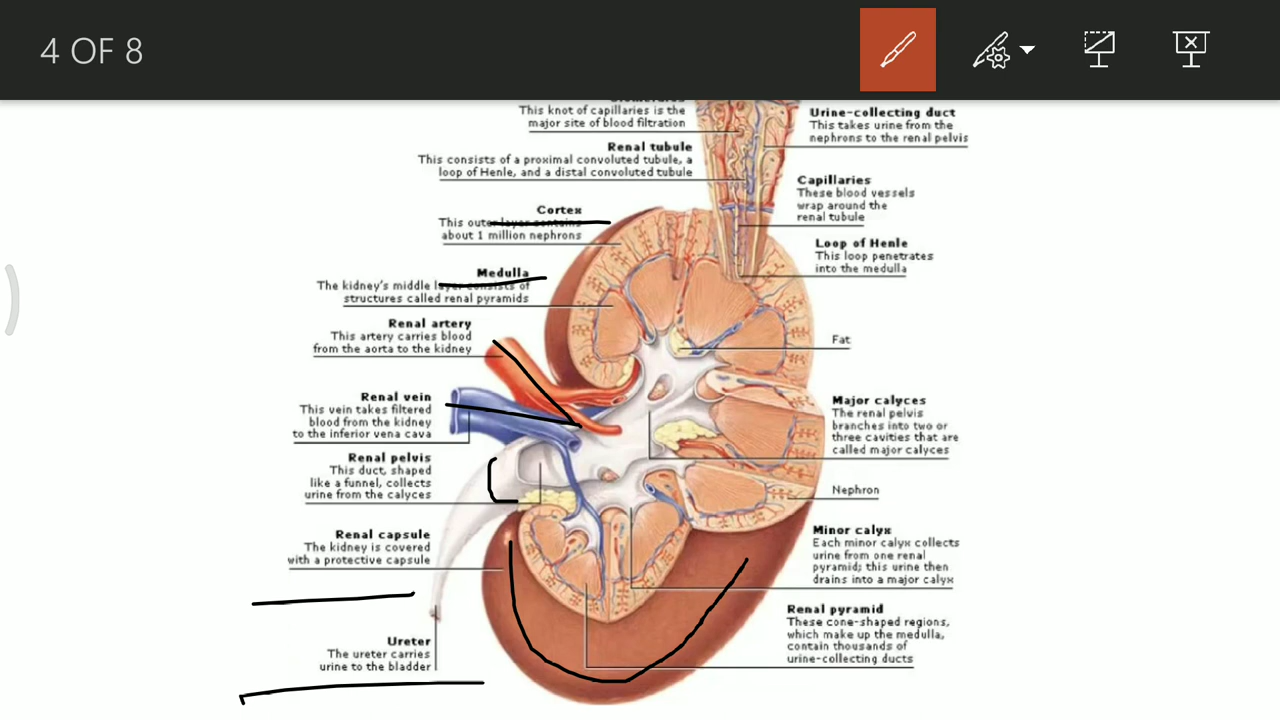 4 OF 8
This knot of capillaries is the
major site of blood filtration
Renal tubule
This consists of a proximal convoluted tubule, a
loop of Henle, and a distal convoluted tubule
Cortex
This outer layer contains
about 1 million nephrons
Medulla
The kidney's middle layer consists of
structures called renal pyramids
Renal artery
This artery carries blood
from the aorta to the kidney
Renal vein
This vein takes filtered
blood from the kidney
to the inferior vena cava
Renal pelvis
This duct, shaped
like a funnel, collects
urine from the calyces
Renal capsule
The kidney is covered
with a protective capsule
Ureter
The ureter carries
urine to the bladder
Urine-collecting duct
This takes urine from the
nephrons to the renal pelvis
Capillaries
These blood vessels
wrap around the
renal tubule
Loop of Henle
This loop penetrates
into the medulla
Fat
Major calyces
The renal pelvis
branches into two or
three cavities that are
called major calyces
Nephron
Minor calyx
Each minor calyx collects
urine from one renal
pyramid; this urine then
drains into a major calyx
Renal pyramid
These cone-shaped regions,
which make up the medulla,
contain thousands of
urine-collecting ducts